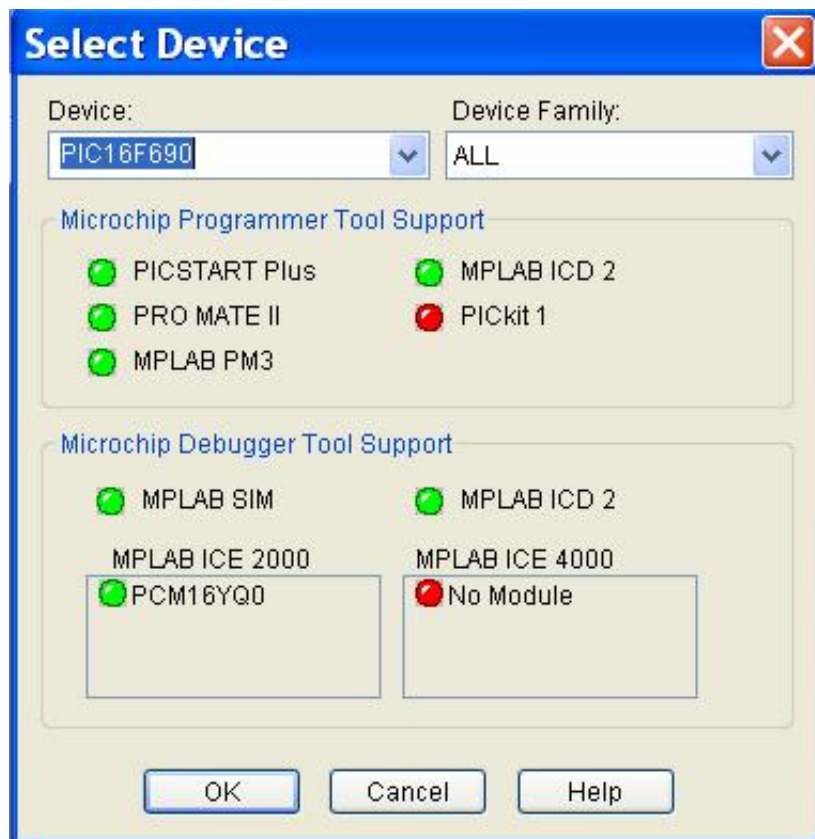 Select Device
Device: Device Family:
PIC16F690 ALL
Microchip Programmer Tool Support
PICSTART Plus MPLAB ICD 2
PRO MATE II PICkit 1
MPLAB PM3
Microchip Debugger Tool Support
MPLAB SIM MPLAB ICD 2
MPLAB ICE 2000 MPLAB ICE 4000
PCM16YQ0 No Module
OK Cancel Help